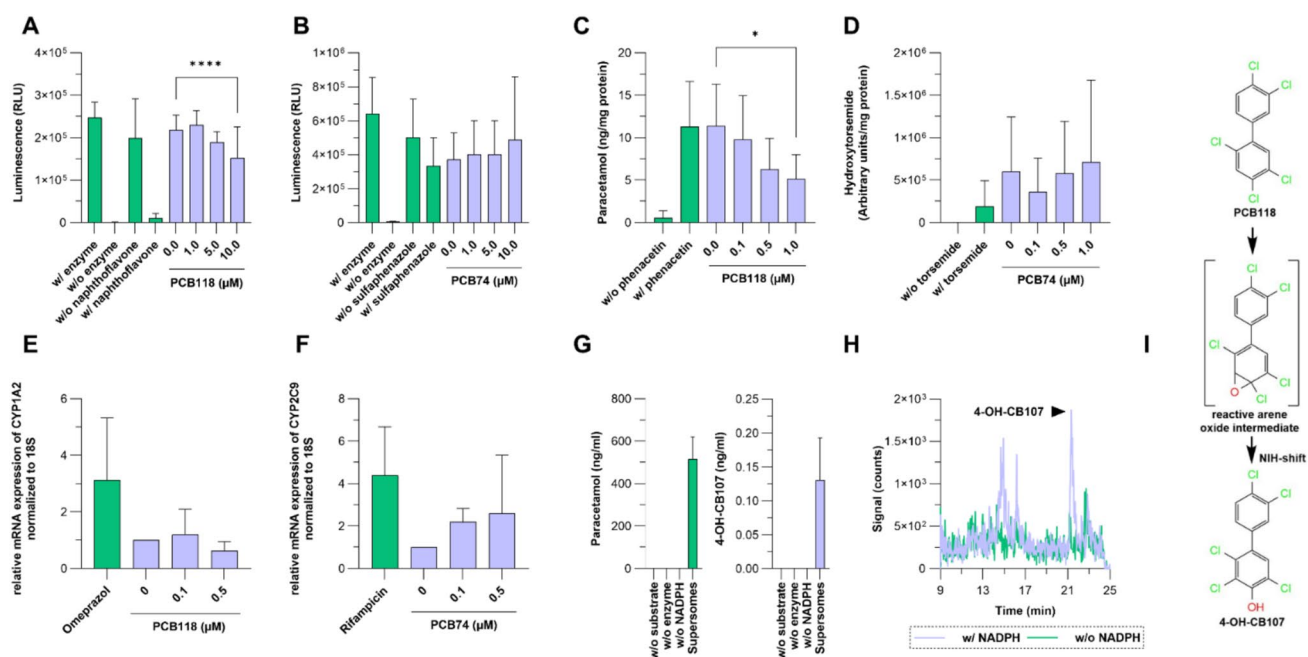 A
Luminescence (RLU)
4×10⁵
3×10⁵
2×10⁵
1×10⁵
0
****
w/ enzyme
w/o enzyme
w/o naphthoflavone
w/ naphthoflavone
0.0
1.0
5.0
10.0
PCB118 (µM)
B
Luminescence (RLU)
1×10⁶
8×10⁵
6×10⁵
4×10⁵
2×10⁵
0
w/ enzyme
w/o enzyme
w/o sulfaphenazole
w/ sulfaphenazole
0.0
1.0
5.0
10.0
PCB74 (µM)
C
Paracetamol (ng/mg protein)
20
15
10
5
0
*
w/o phenacetin
w/ phenacetin
0.0
0.1
0.5
1.0
PCB118 (µM)
D
Hydroxytorsemide
(Arbitrary units/mg protein)
2×10⁶
1×10⁶
1×10⁶
5×10⁵
0
w/o torsemide
w/ torsemide
0
0.1
0.5
1.0
PCB74 (µM)
E
relative mRNA expression of CYP1A2
normalized to 18S
6
4
2
0
Omeprazol
0
0.1
0.5
PCB118 (µM)
F
relative mRNA expression of CYP2C9
normalized to 18S
8
6
4
2
0
Rifampicin
0
0.1
0.5
PCB74 (µM)
G
Paracetamol (ng/ml)
800
600
400
200
0
w/o substrate
w/o enzyme
w/o NADPH
Supersomes
4-OH-CB107 (ng/ml)
0.25
0.20
0.15
0.10
0.05
0.00
w/o substrate
w/o enzyme
w/o NADPH
Supersomes
H
Signal (counts)
2×10³
1.5×10³
1×10³
5×10²
0
4-OH-CB107
9
13
17
21
25
Time (min)
w/ NADPH
w/o NADPH
I
Cl
Cl
Cl
Cl
Cl
PCB118
Cl
Cl
Cl
Cl
O
Cl
reactive arene
oxide intermediate
NIH-shift
Cl
Cl
Cl
Cl
Cl
OH
4-OH-CB107